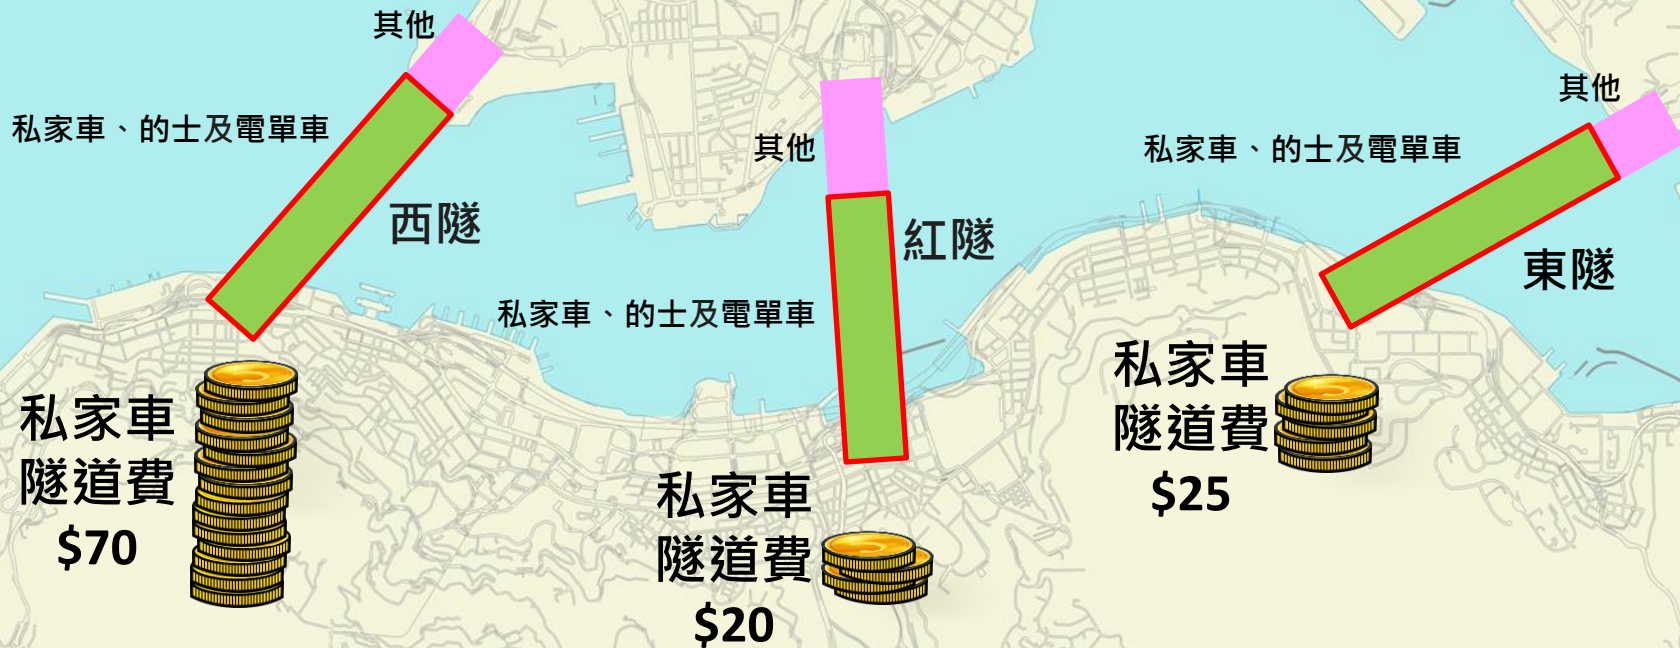 其他
私家車、的士及電單車
西隧
私家車
隧道費
$70
其他
紅隧
私家車、的士及電單車
私家車
隧道費
$20
其他
私家車、的士及電單車
東隧
私家車
隧道費
$25